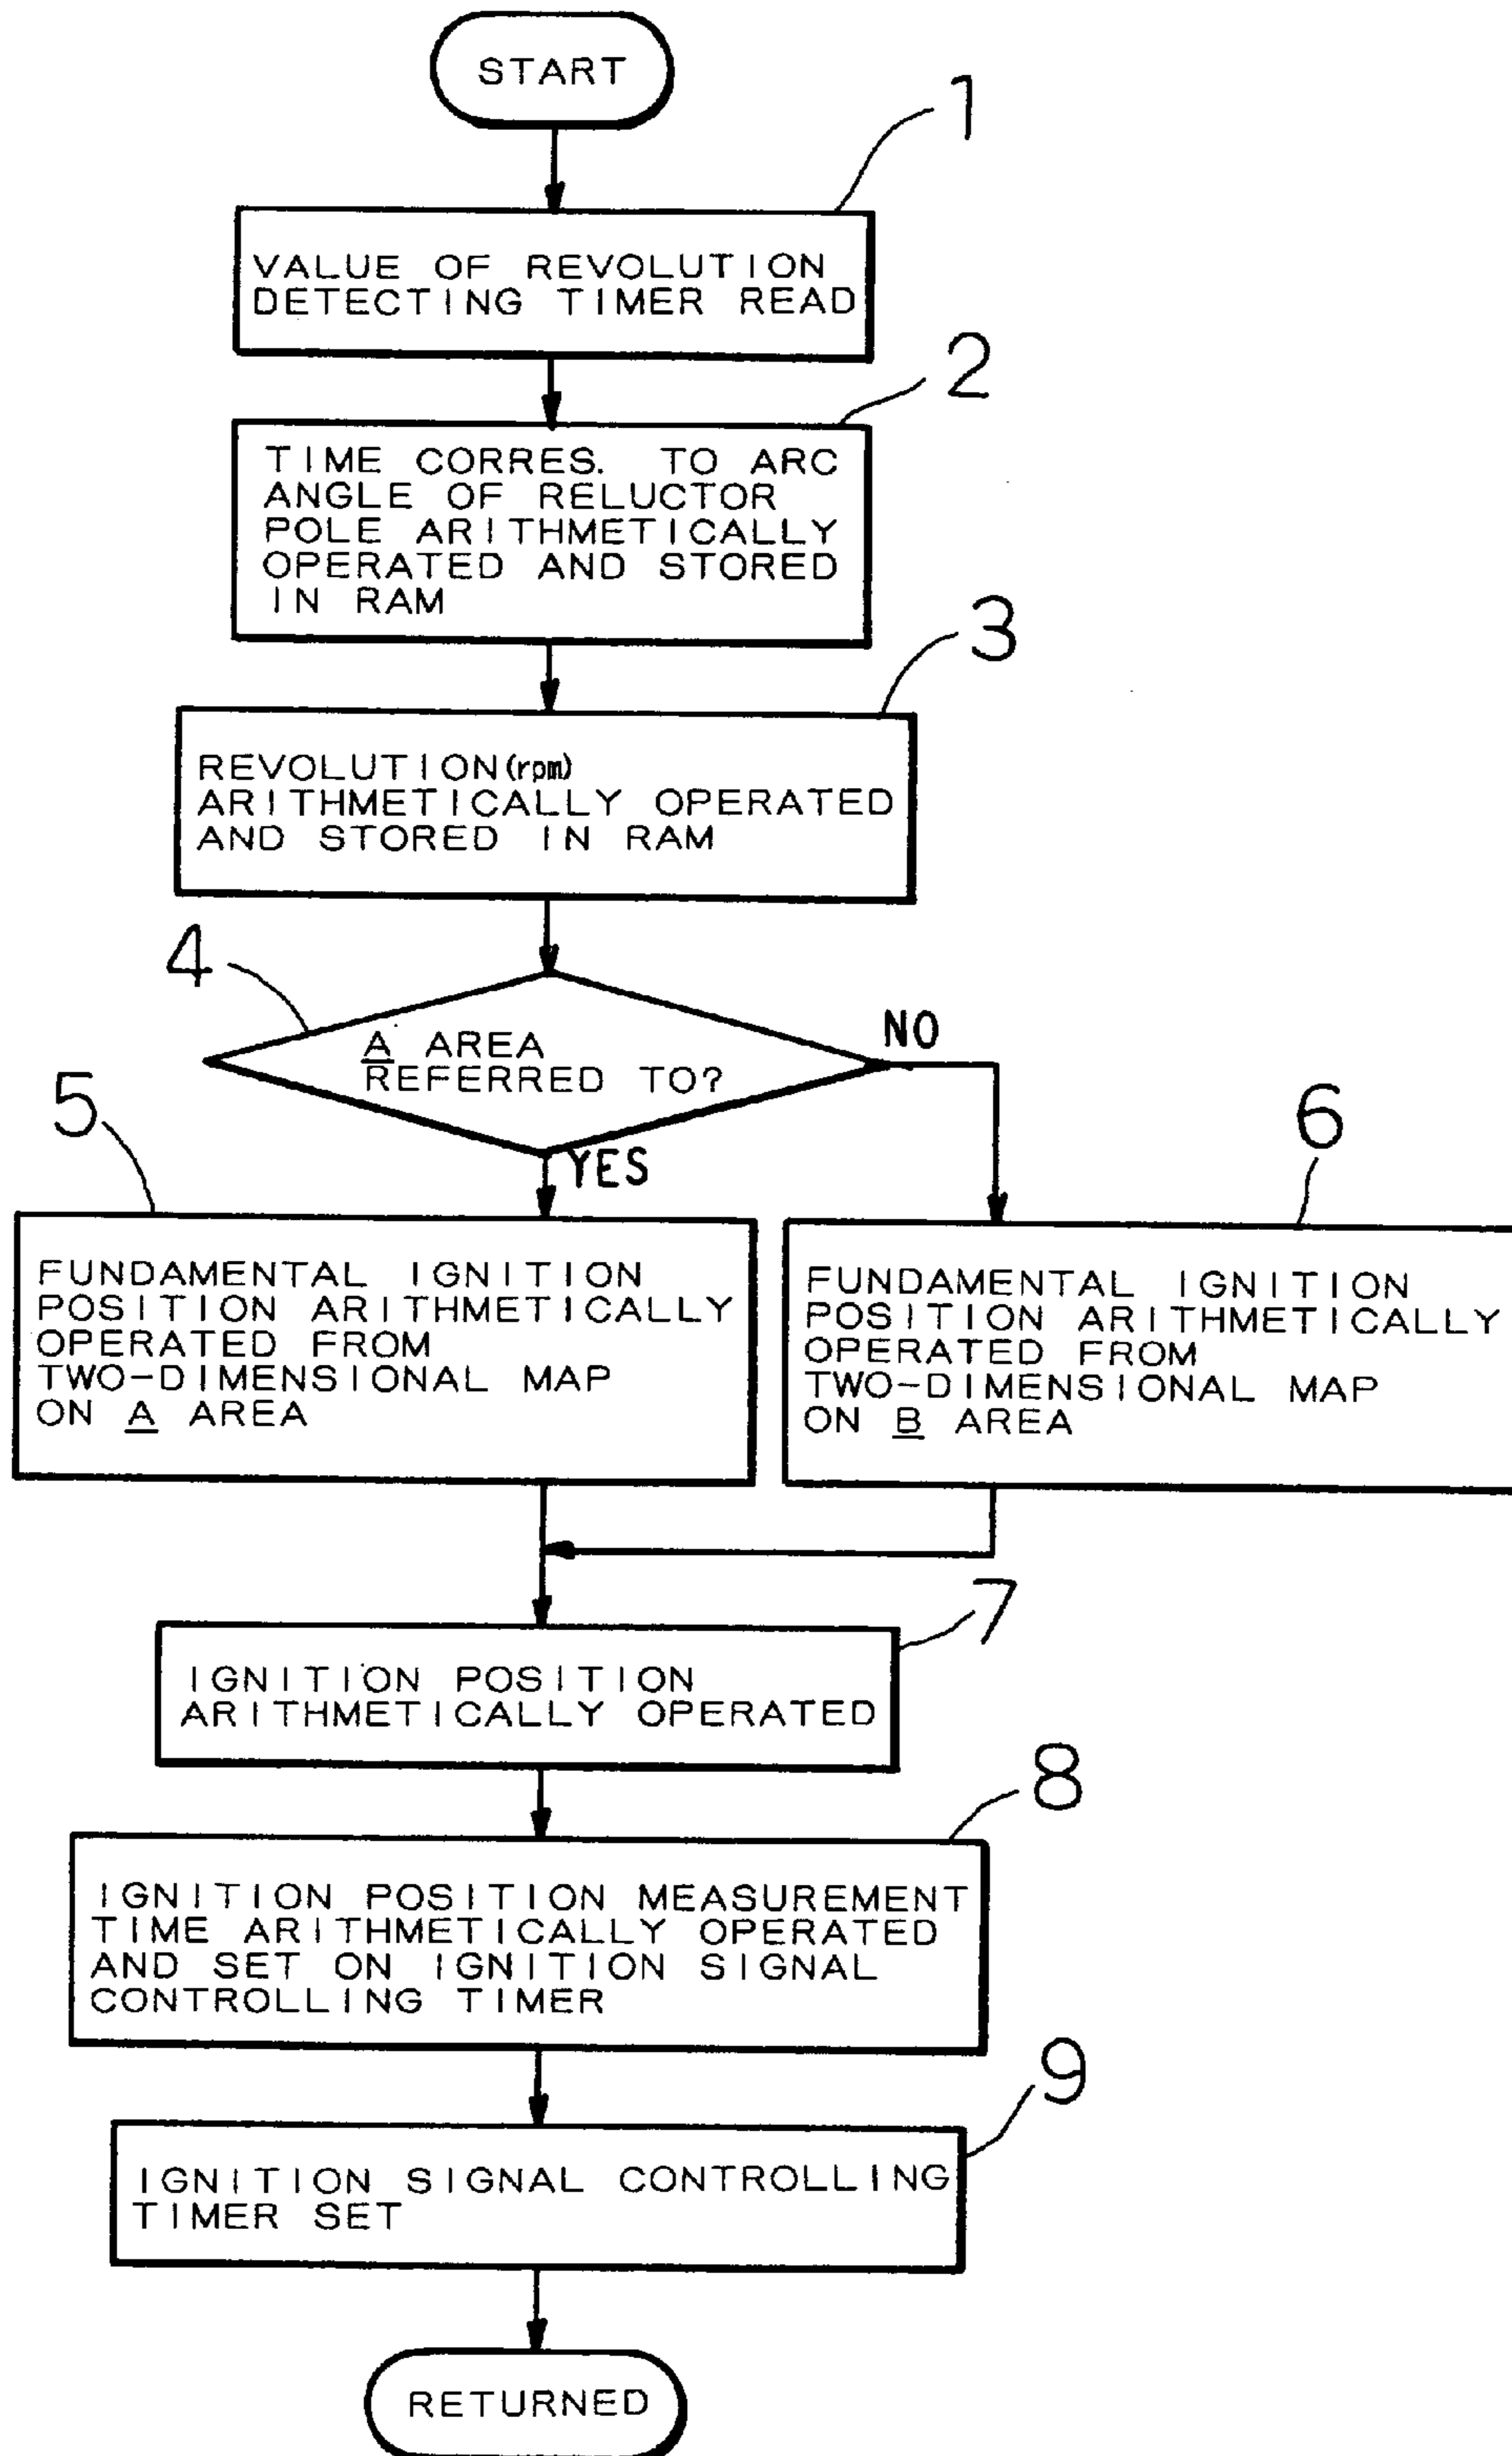 START
1
VALUE OF REVOLUTION
DETECTING TIMER READ
2
TIME CORRES. TO ARC
ANGLE OF RELUCTOR
POLE ARITHMETICALLY
OPERATED AND STORED
IN RAM
3
REVOLUTION(rpm)
ARITHMETICALLY OPERATED
AND STORED IN RAM
4
A AREA
REFERRED TO?
NO
YES
5
FUNDAMENTAL IGNITION
POSITION ARITHMETICALLY
OPERATED FROM
TWO-DIMENSIONAL MAP
ON A AREA
6
FUNDAMENTAL IGNITION
POSITION ARITHMETICALLY
OPERATED FROM
TWO-DIMENSIONAL MAP
ON B AREA
7
IGNITION POSITION
ARITHMETICALLY OPERATED
8
IGNITION POSITION MEASUREMENT
TIME ARITHMETICALLY OPERATED
AND SET ON IGNITION SIGNAL
CONTROLLING TIMER
9
IGNITION SIGNAL CONTROLLING
TIMER SET
RETURNED